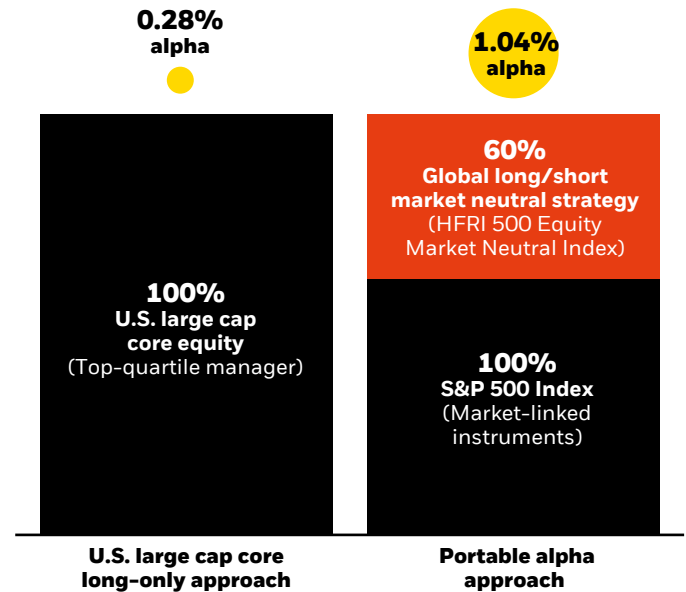 0.28%
alpha
100%
U.S. large cap
core equity
(Top-quartile manager)
U.S. large cap core
long-only approach
1.04%
alpha
60%
Global long/short
market neutral strategy
(HFRI 500 Equity
Market Neutral Index)
100%
S&P 500 Index
(Market-linked
instruments)
Portable alpha
approach